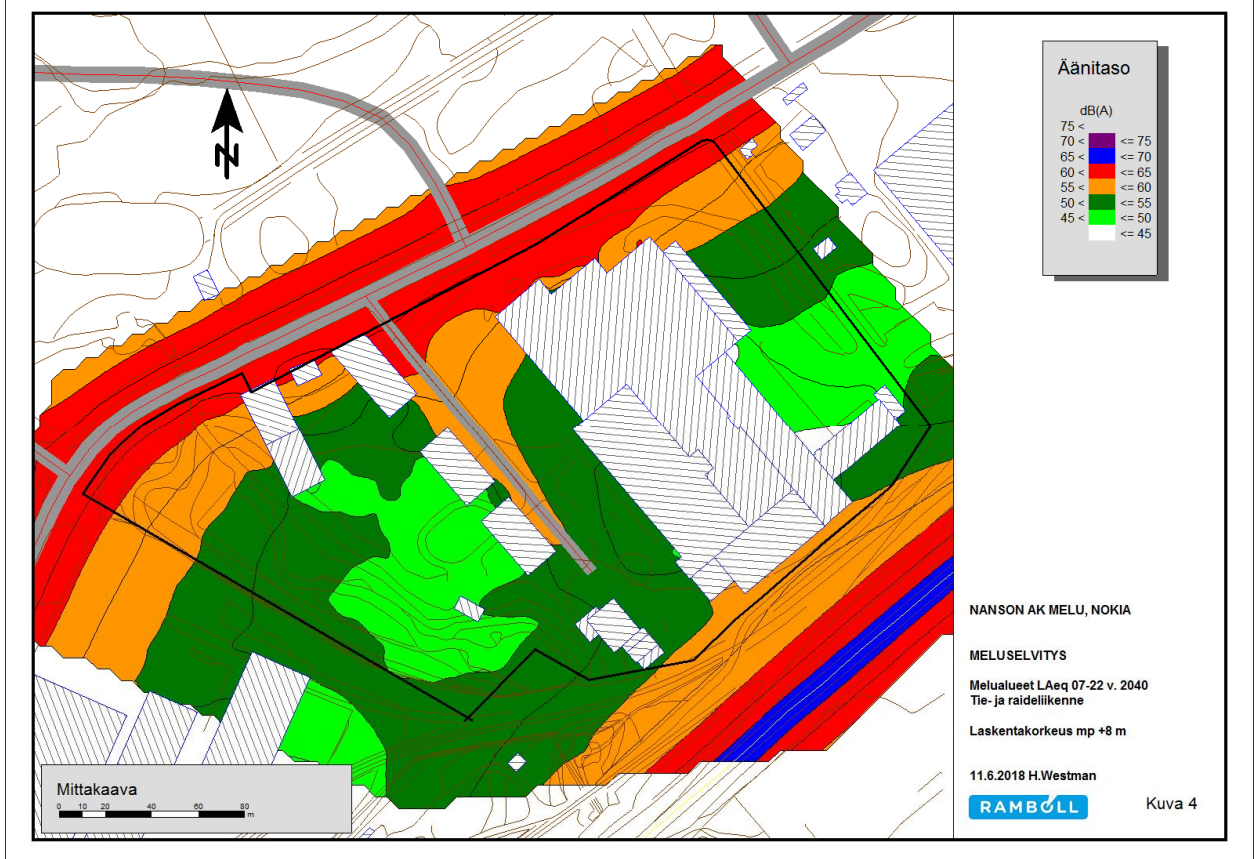 N
Äänitaso
dB(A)
75 <
70 < <= 75
65 < <= 70
60 < <= 65
55 < <= 60
50 < <= 55
45 < <= 50
<= 45
NANSON AK MELU, NOKIA
MELUSELVITYS
Melualueet LAeq 07-22 v. 2040
Tie- ja raideliikenne
Laskentakorkeus mp +8 m
11.6.2018 H.Westman
RAMBOLL
Kuva 4
Mittakaava
0 10 20 40 60 80
m